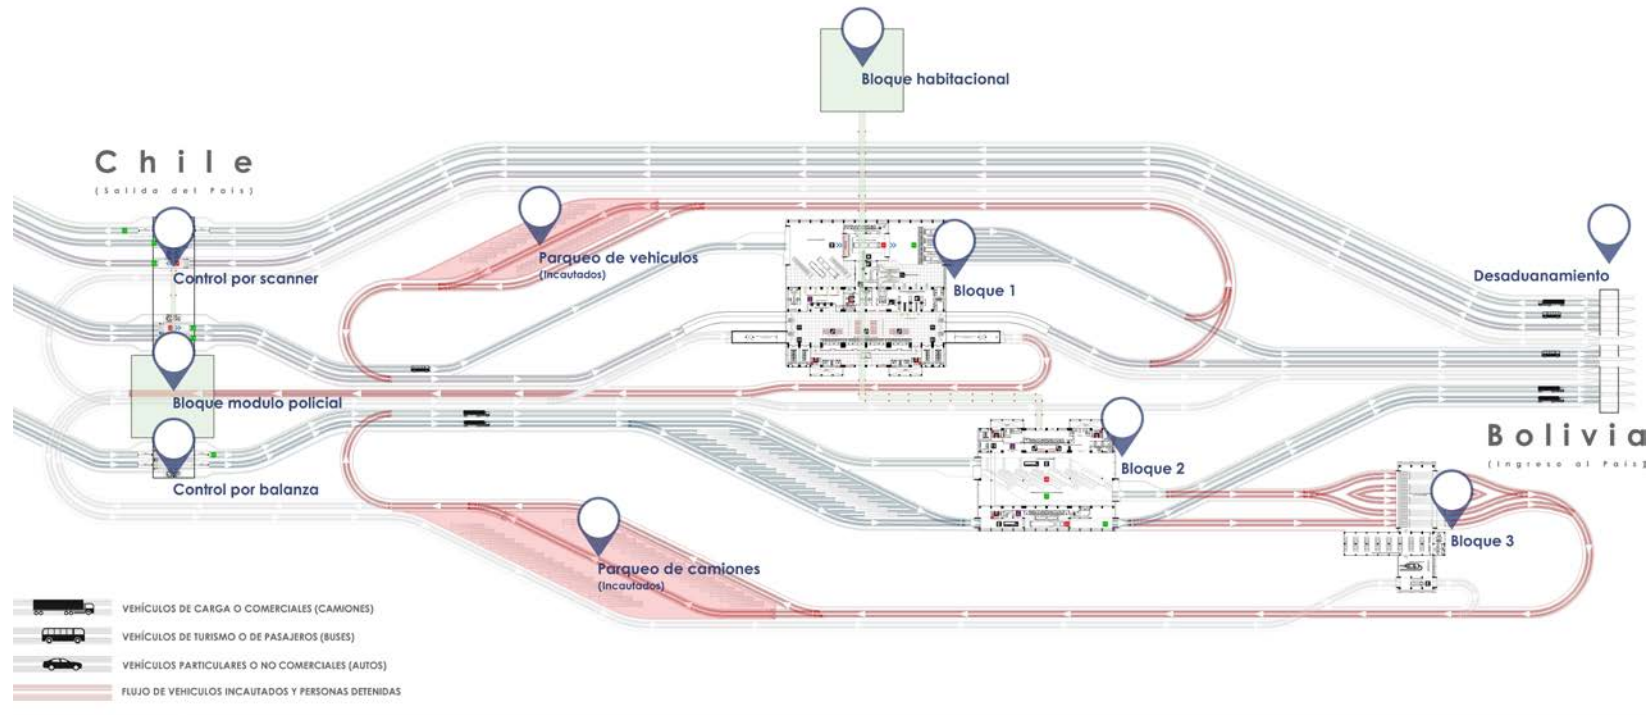 Bloque habitacional
Chile
(Salida del País)
Parqueo de vehiculos
(Incautados)
Control por scanner
Bloque 1
Desaduanamiento
Bloque modulo policial
Bolivia
(Ingreso al País)
Bloque 2
Control por balanza
Bloque 3
Parqueo de camiones
(Incautados)
VEHÍCULOS DE CARGA O COMERCIALES (CAMIONES)
VEHÍCULOS DE TURISMO O DE PASAJEROS (BUSES)
VEHÍCULOS PARTICULARES O NO COMERCIALES (AUTOS)
FLUJO DE VEHICULOS INCAUTADOS Y PERSONAS DETENIDAS